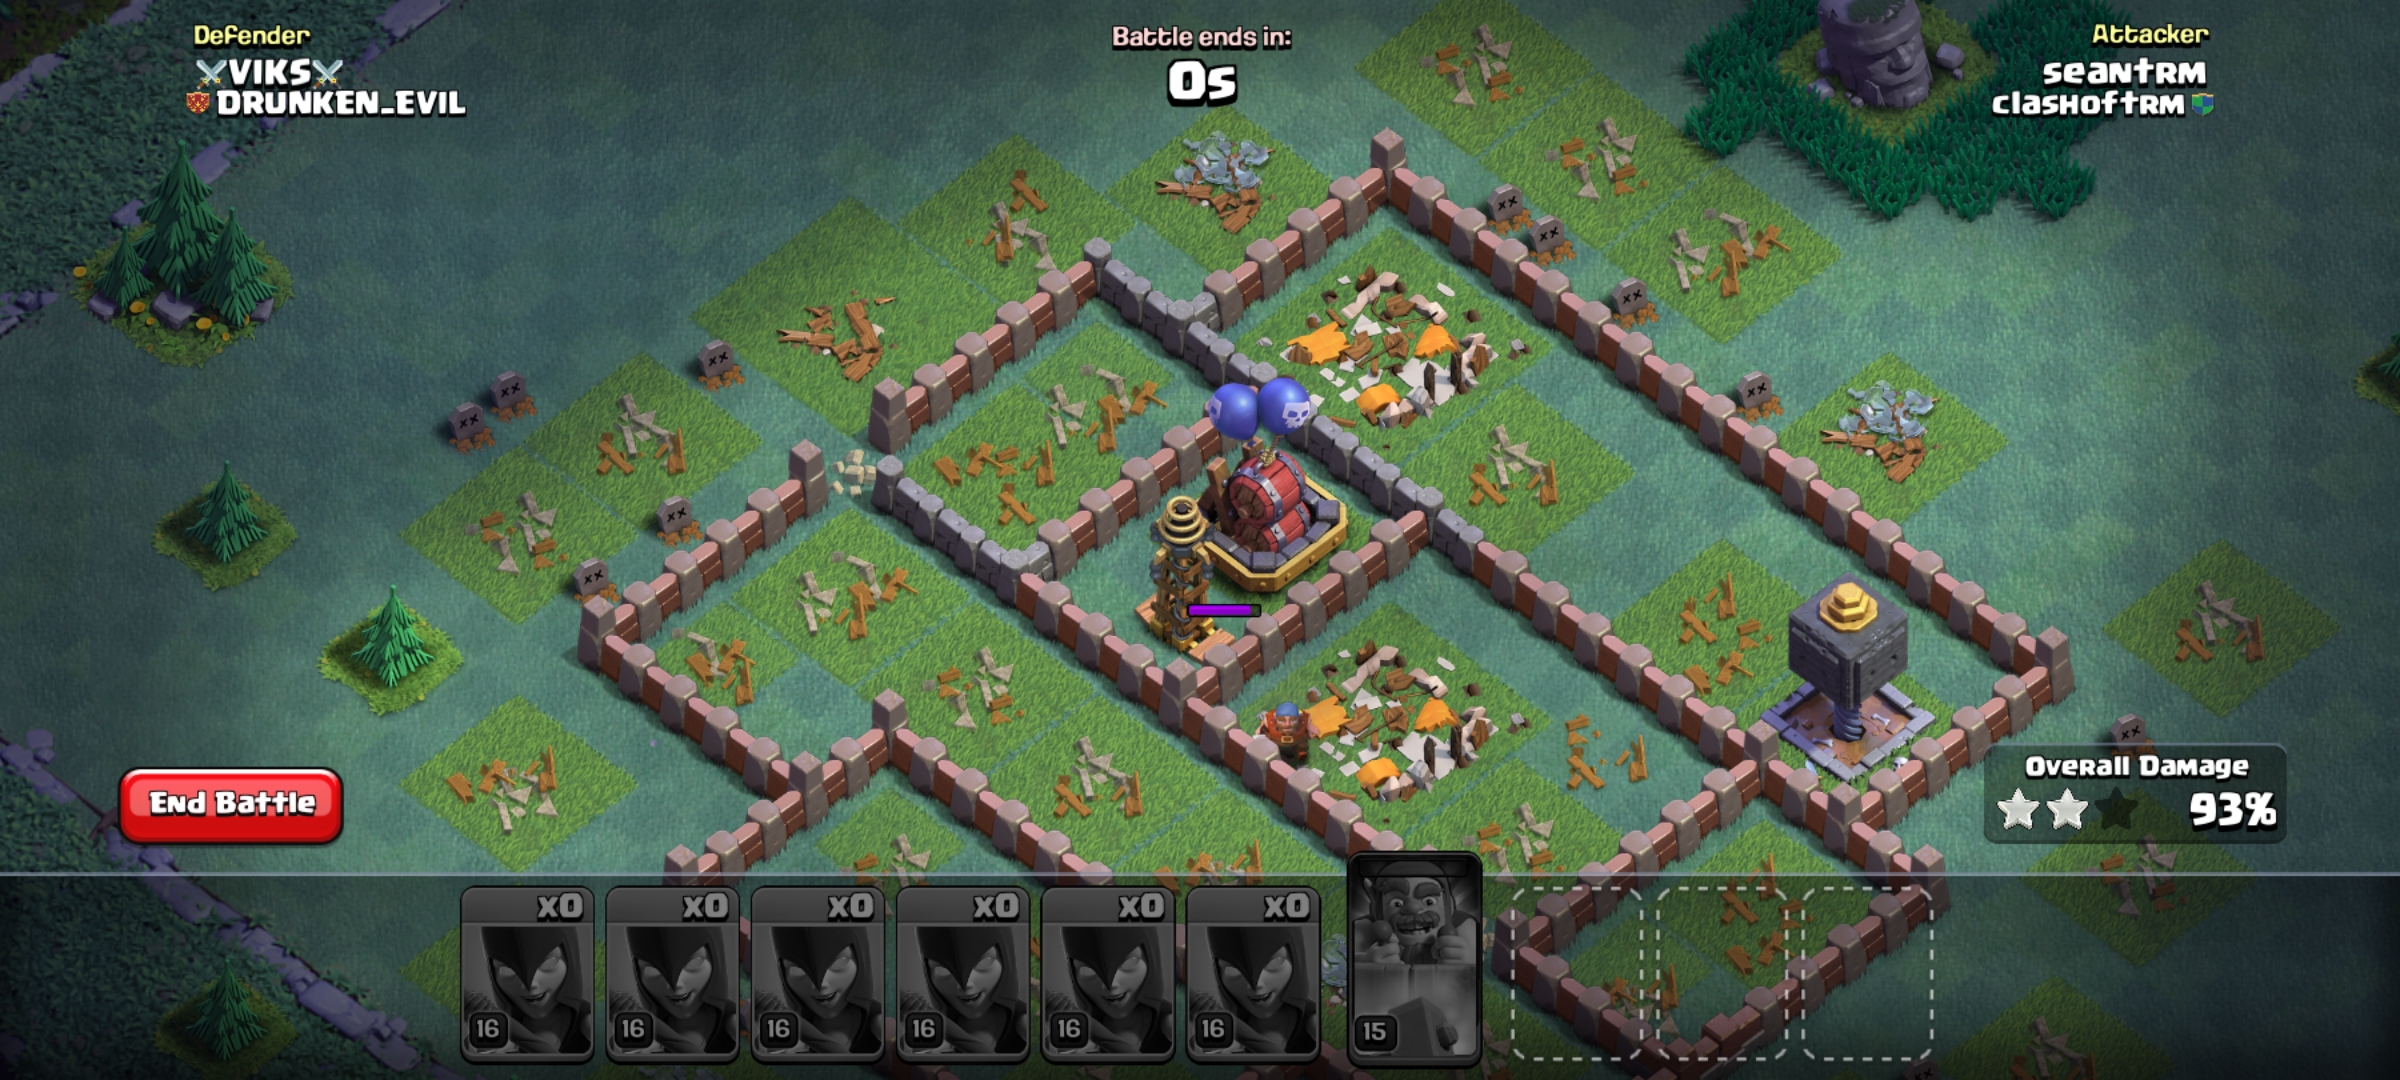 Defender
⚔VIKS⚔
DRUNKEN_EVIL
Battle ends in:
0s
Attacker
seantRM
clashoftRM
End Battle
Overall Damage
93%
x0 x0 x0 x0 x0 x0
16 16 16 16 16 16 15